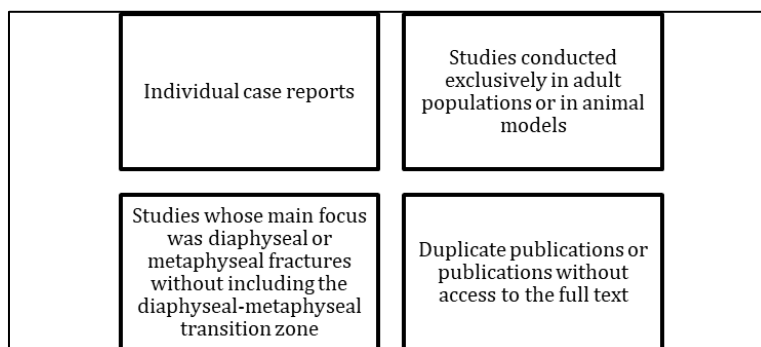 Individual case reports
Studies conducted
exclusively in adult
populations or in animal
models
Studies whose main focus
was diaphyseal or
metaphyseal fractures
without including the
diaphyseal-metaphyseal
transition zone
Duplicate publications or
publications without
access to the full text